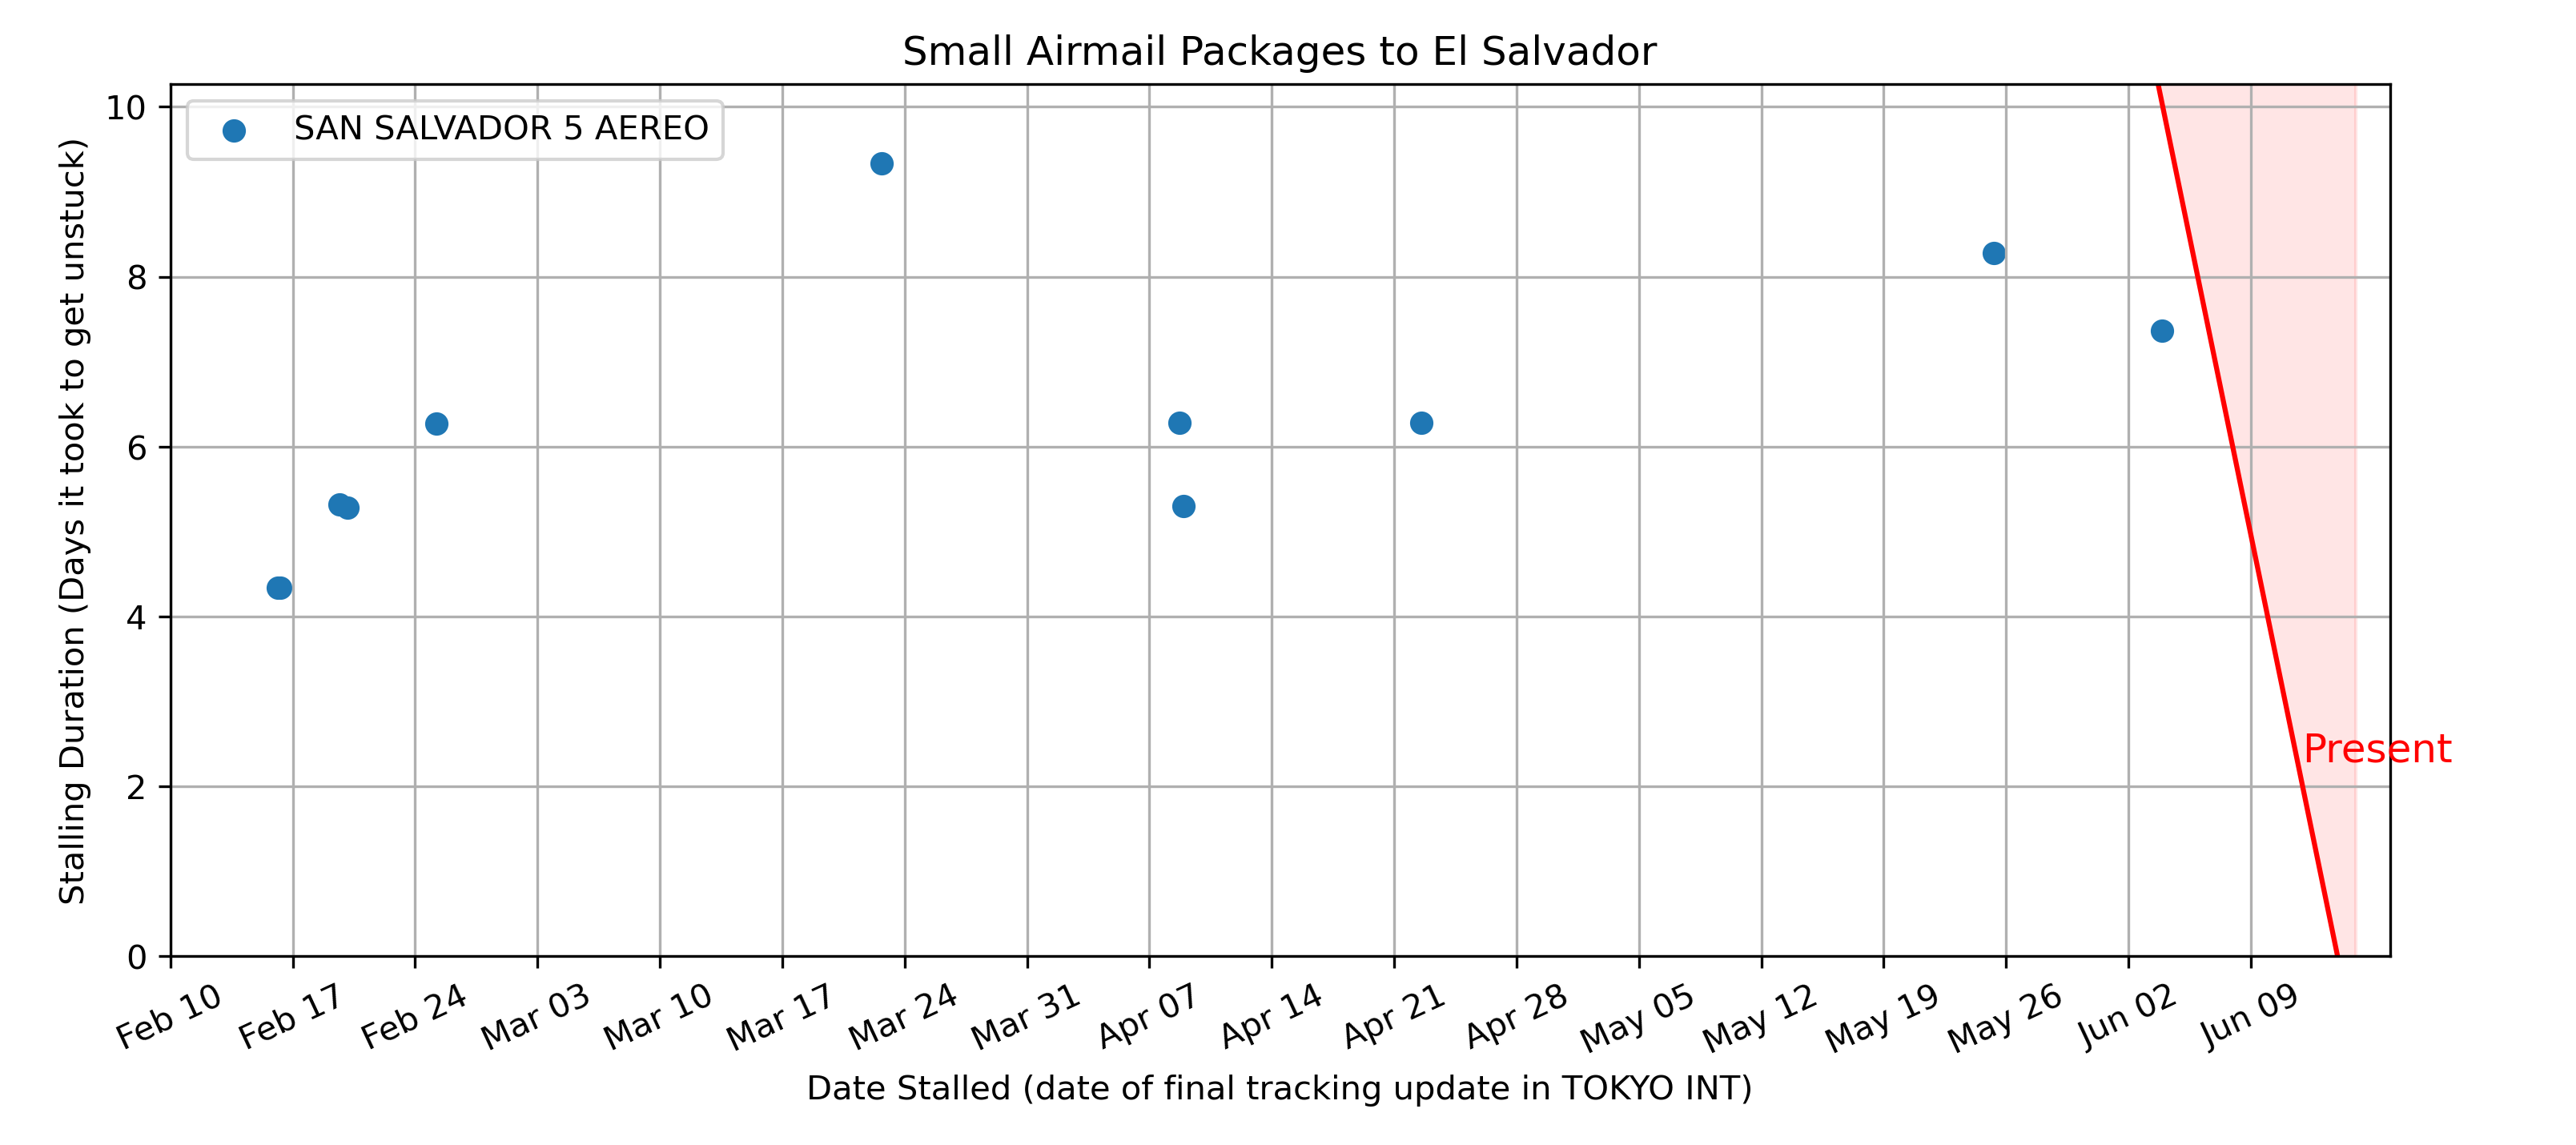 Small Airmail Packages to El Salvador
SAN SALVADOR 5 AEREO
Stalling Duration (Days it took to get unstuck)
10
8
6
4
2
0
Present
Feb 10
Feb 17
Feb 24
Mar 03
Mar 10
Mar 17
Mar 24
Mar 31
Apr 07
Apr 14
Apr 21
Apr 28
May 05
May 12
May 19
May 26
Jun 02
Jun 09
Date Stalled (date of final tracking update in TOKYO INT)